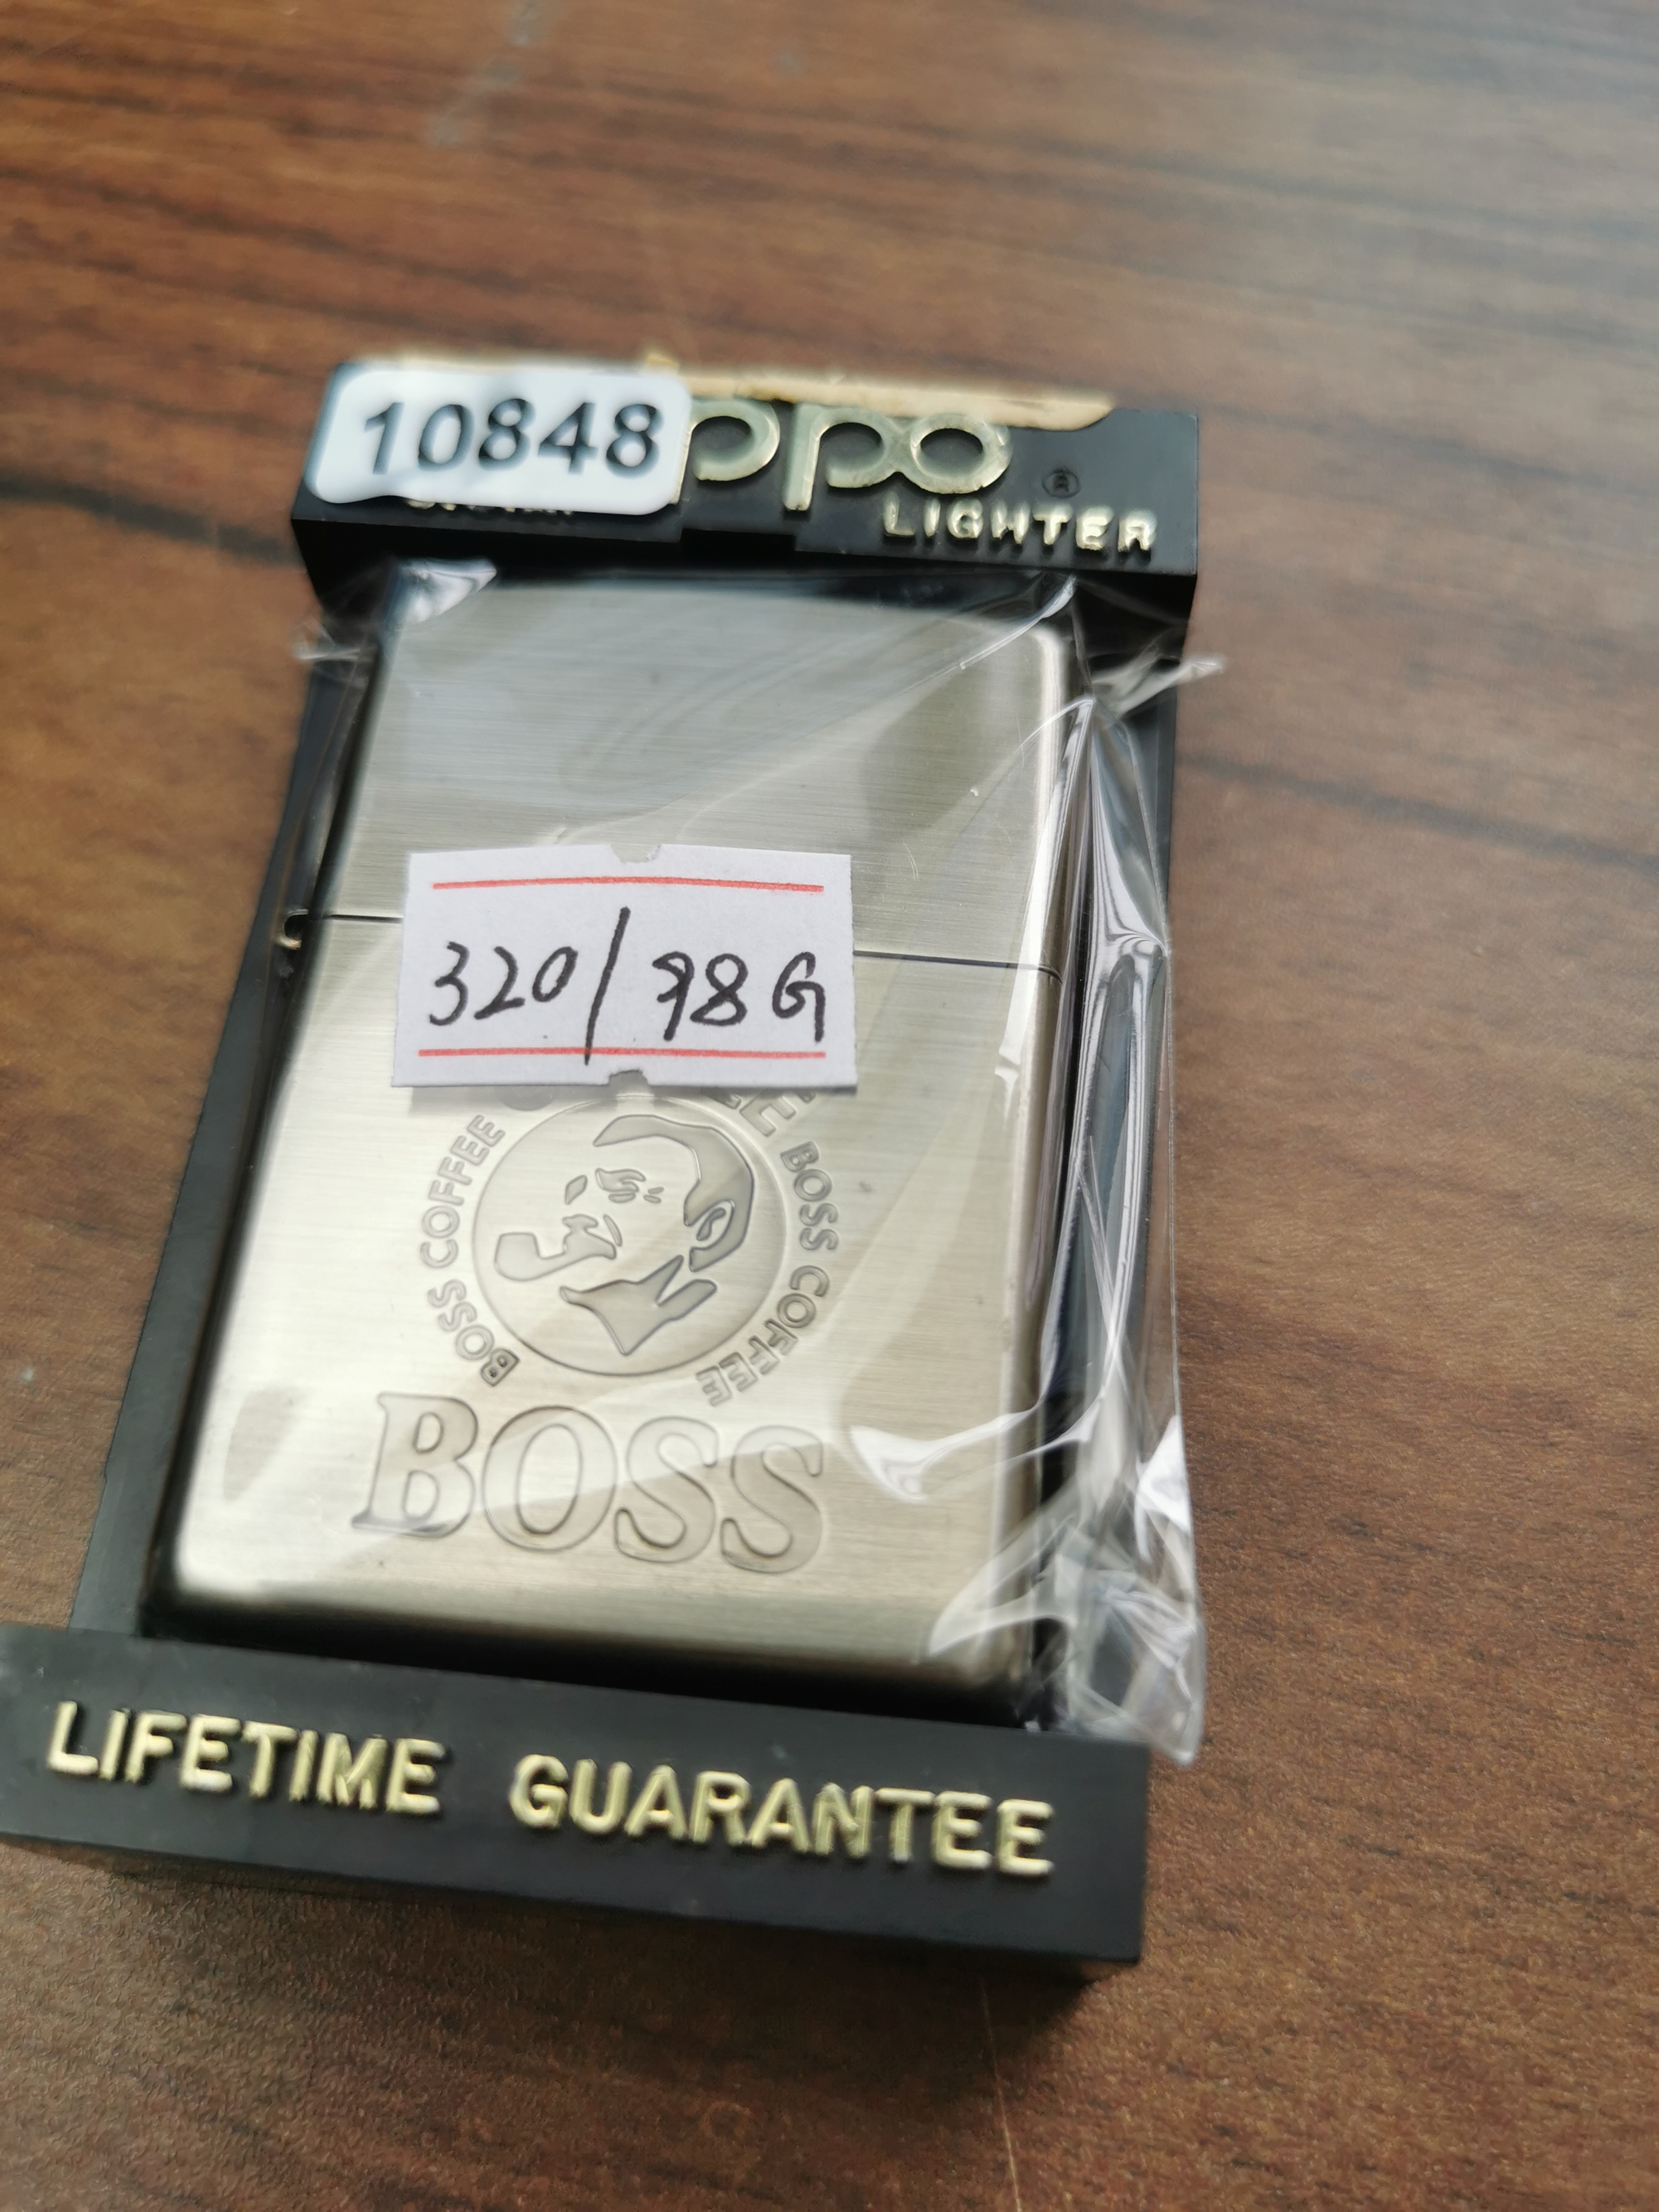 10848
ppo
LIGHTER
320/98G
BOSS COFFEE
BOSS COFFEE
BOSS
LIFETIME GUARANTEE